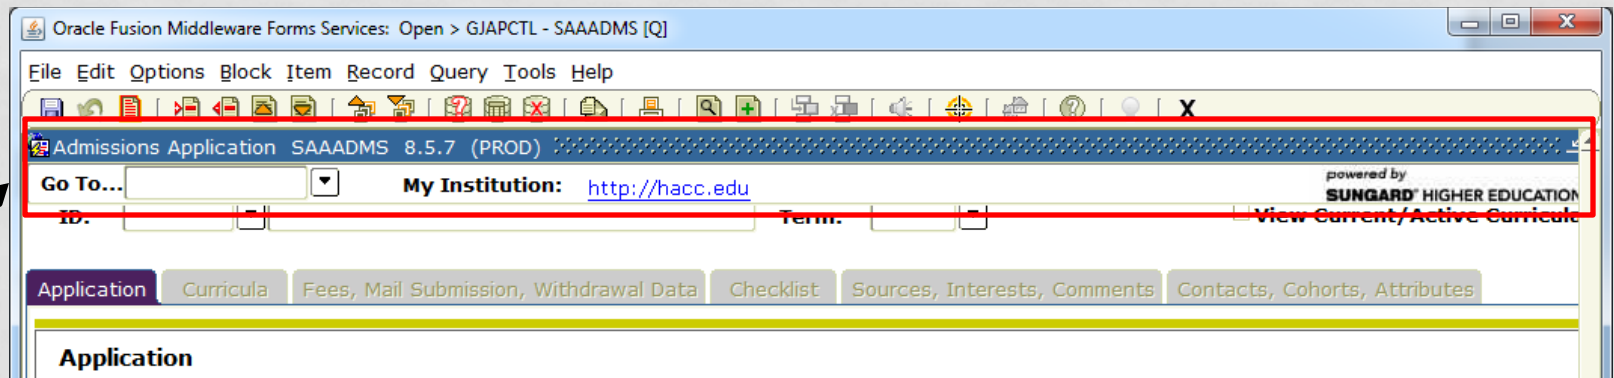 Oracle Fusion Middleware Forms Services: Open > GJAPCTL - SAAADMS [Q]
File Edit Options Block Item Record Query Tools Help
X
Admissions Application SAAADMS 8.5.7 (PROD)
Go To... My Institution: http://hacc.edu powered by
SUNGARD® HIGHER EDUCATION
ID: Term: View Current/Active Curricula
Application Curricula Fees, Mail Submission, Withdrawal Data Checklist Sources, Interests, Comments Contacts, Cohorts, Attributes
Application